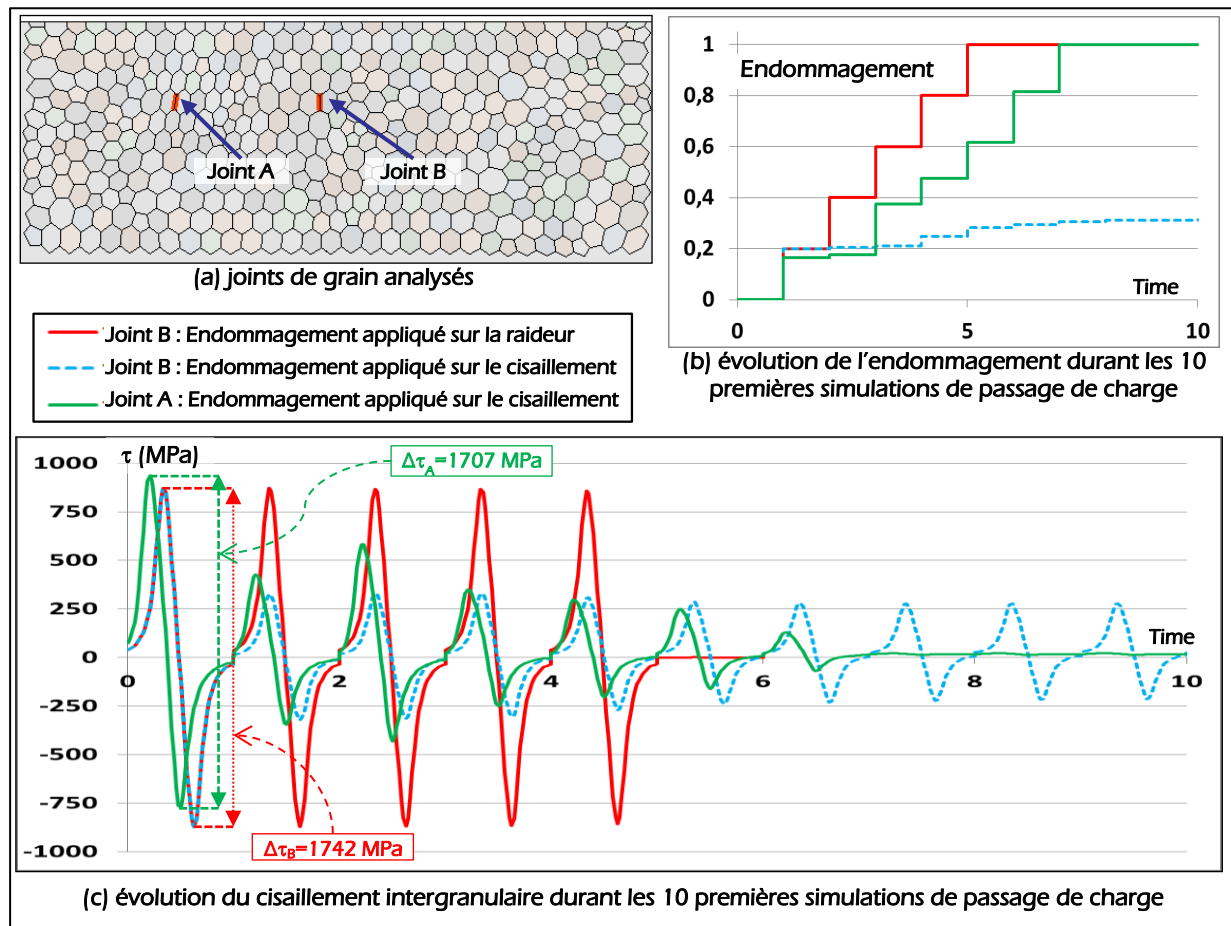 Joint A
Joint B
(a) joints de grain analysés
1
0,8
0,6
0,4
0,2
0
Endommagement
Time
0
5
10
(b) évolution de l'endommagement durant les 10
premières simulations de passage de charge
Joint B : Endommagement appliqué sur la raideur
Joint B : Endommagement appliqué sur le cisaillement
Joint A : Endommagement appliqué sur le cisaillement
τ (MPa)
1000
750
500
250
0
-250
-500
-750
-1000
Δτ_A=1707 MPa
Δτ_B=1742 MPa
Time
0
2
4
6
8
10
(c) évolution du cisaillement intergranulaire durant les 10 premières simulations de passage de charge